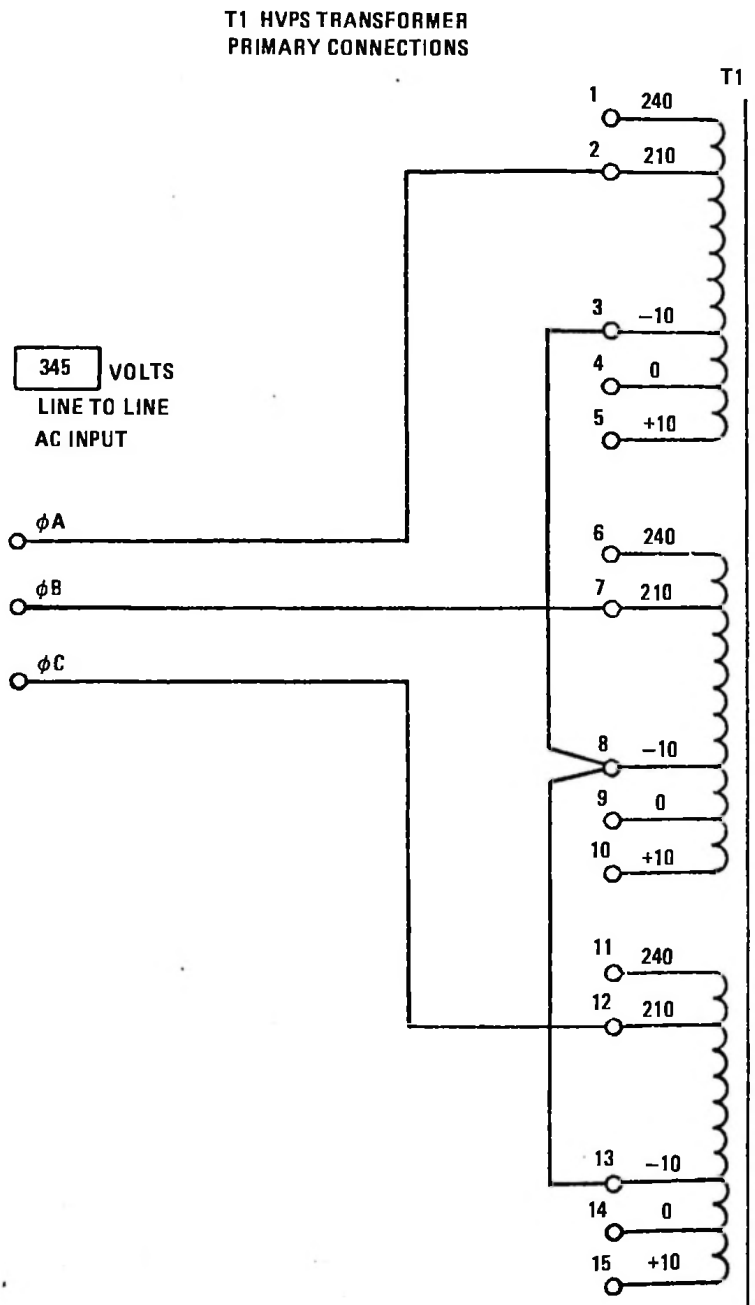 T1 HVPS TRANSFORMER
PRIMARY CONNECTIONS
T1
1 240
2 210
3 −10
4 0
5 +10
345 VOLTS
LINE TO LINE
AC INPUT
ϕA
ϕB
ϕC
6 240
7 210
8 −10
9 0
10 +10
11 240
12 210
13 −10
14 0
15 +10